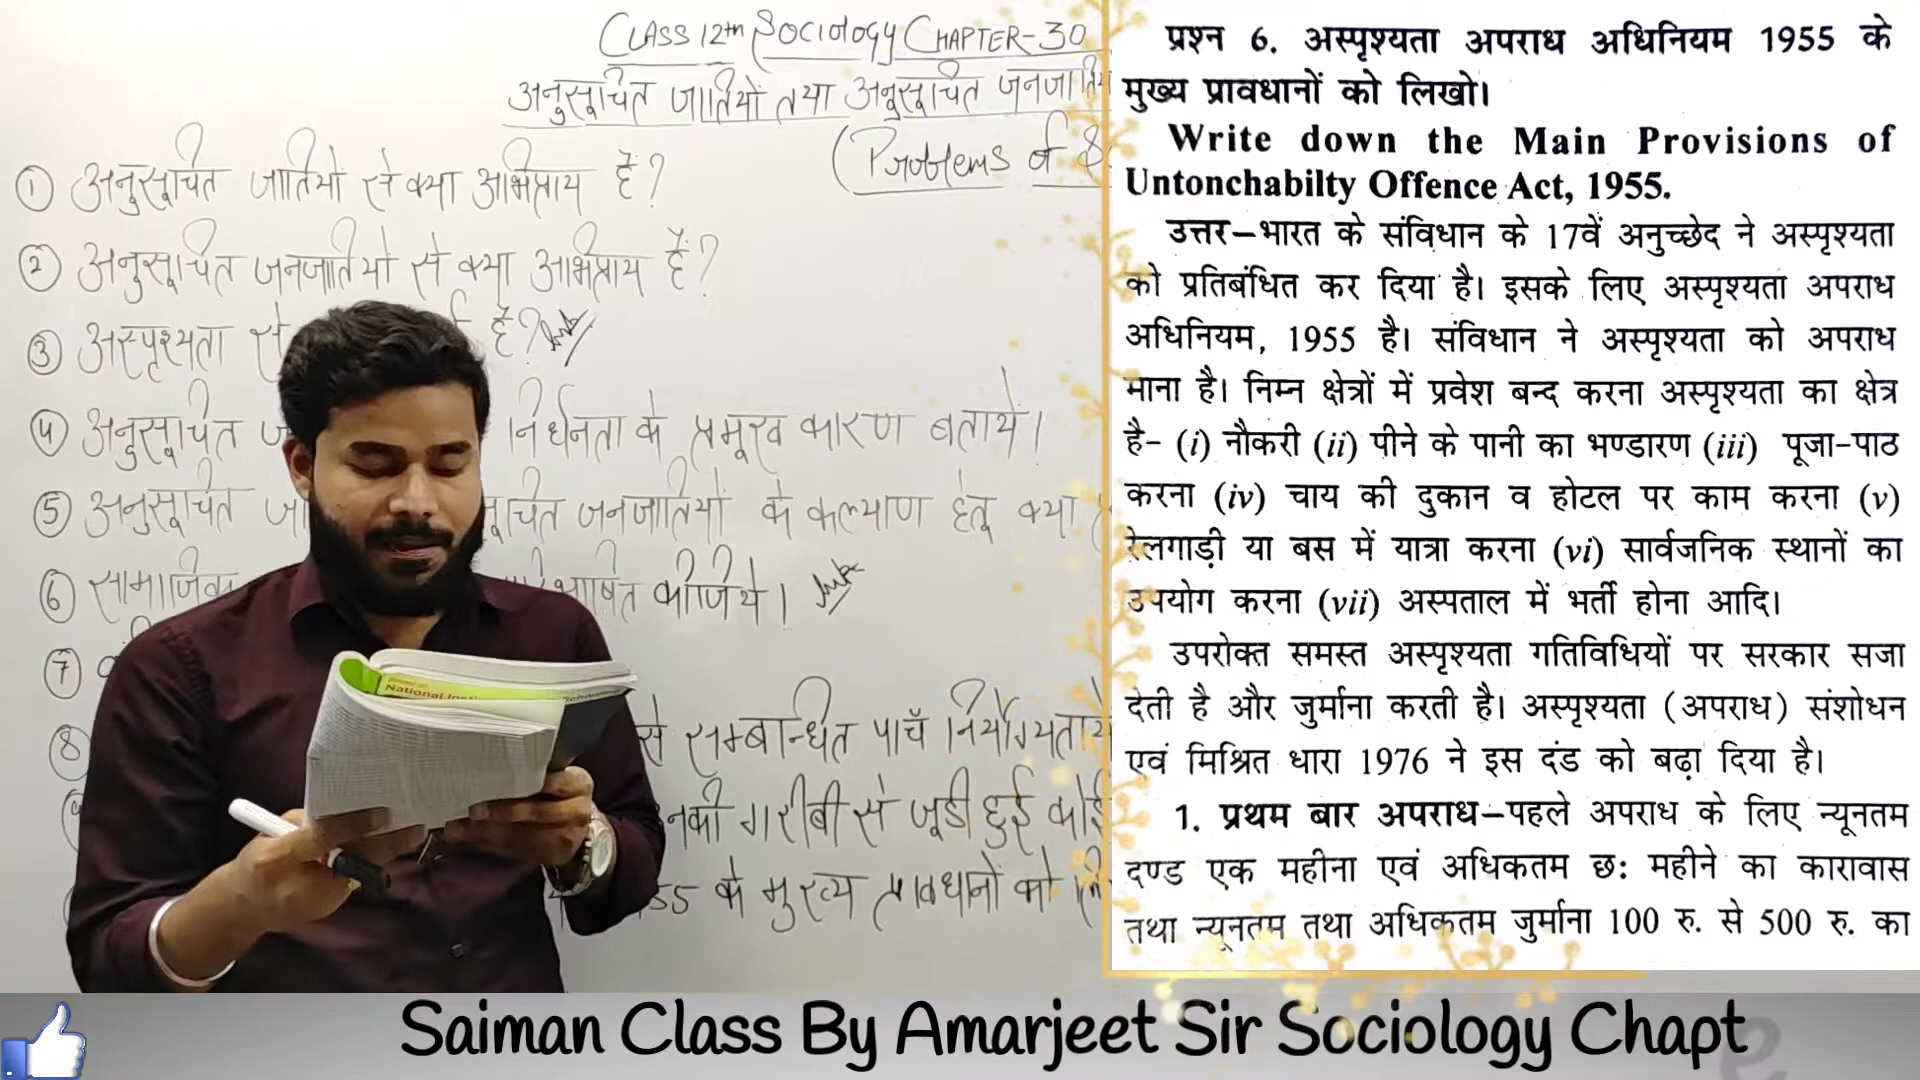 CLASS 12th SOCIOLOGY CHAPTER-30
अनुसूचित जातियों तथा अनुसूचित जनजातिय
(Problems of S
① अनुसूचित जातियों से क्या अभिप्राय है?
② अनुसूचित जनजातियों से क्या अभिप्राय हैं?
③ अस्पृश्यता से है?
④ अनुसूचित निर्धनता के प्रमूख कारण बताये।
⑤ अनुसूचित जा सूचित जनजातियों के कल्याण हेतू क्या
⑥ सामाजिक भाषित कीजिये।
⑦
⑧ से सम्बान्धित पाँच निर्योग्यताये
नकी गरीबी से जूडी हुई कोई
55 के मुख्य प्रावधानों को लि
National Insti
प्रश्न 6. अस्पृश्यता अपराध अधिनियम 1955 के
मुख्य प्रावधानों को लिखो।
Write down the Main Provisions of
Untonchabilty Offence Act, 1955.
उत्तर–भारत के संविधान के 17वें अनुच्छेद ने अस्पृश्यता
को प्रतिबंधित कर दिया है। इसके लिए अस्पृश्यता अपराध
अधिनियम, 1955 है। संविधान ने अस्पृश्यता को अपराध
माना है। निम्न क्षेत्रों में प्रवेश बन्द करना अस्पृश्यता का क्षेत्र
है- (i) नौकरी (ii) पीने के पानी का भण्डारण (iii) पूजा-पाठ
करना (iv) चाय की दुकान व होटल पर काम करना (v)
रेलगाड़ी या बस में यात्रा करना (vi) सार्वजनिक स्थानों का
उपयोग करना (vii) अस्पताल में भर्ती होना आदि।
उपरोक्त समस्त अस्पृश्यता गतिविधियों पर सरकार सजा
देती है और जुर्माना करती है। अस्पृश्यता (अपराध) संशोधन
एवं मिश्रित धारा 1976 ने इस दंड को बढ़ा दिया है।
1. प्रथम बार अपराध–पहले अपराध के लिए न्यूनतम
दण्ड एक महीना एवं अधिकतम छः महीने का कारावास
तथा न्यूनतम तथा अधिकतम जुर्माना 100 रु. से 500 रु. का
Saiman Class By Amarjeet Sir Sociology Chapt